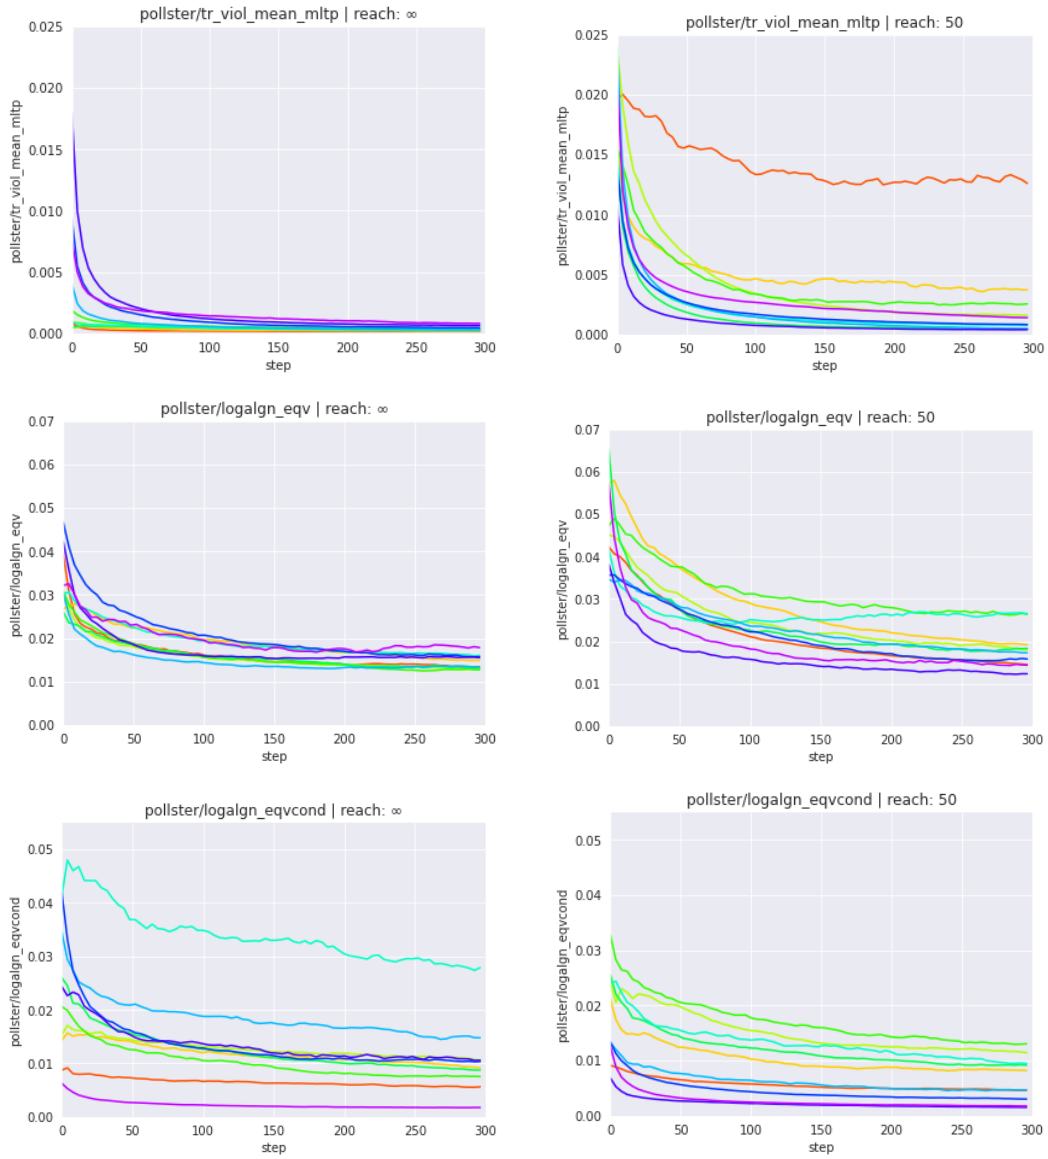 pollster/tr_viol_mean_mltp | reach: ∞
0.025
0.020
0.015
0.010
0.005
0.000
pollster/tr_viol_mean_mltp
0 50 100 150 200 250 300
step
pollster/tr_viol_mean_mltp | reach: 50
0.025
0.020
0.015
0.010
0.005
0.000
pollster/tr_viol_mean_mltp
0 50 100 150 200 250 300
step
pollster/logalgn_eqv | reach: ∞
0.07
0.06
0.05
0.04
0.03
0.02
0.01
0.00
pollster/logalgn_eqv
0 50 100 150 200 250 300
step
pollster/logalgn_eqv | reach: 50
0.07
0.06
0.05
0.04
0.03
0.02
0.01
0.00
pollster/logalgn_eqv
0 50 100 150 200 250 300
step
pollster/logalgn_eqvcond | reach: ∞
0.05
0.04
0.03
0.02
0.01
0.00
pollster/logalgn_eqvcond
0 50 100 150 200 250 300
step
pollster/logalgn_eqvcond | reach: 50
0.05
0.04
0.03
0.02
0.01
0.00
pollster/logalgn_eqvcond
0 50 100 150 200 250 300
step